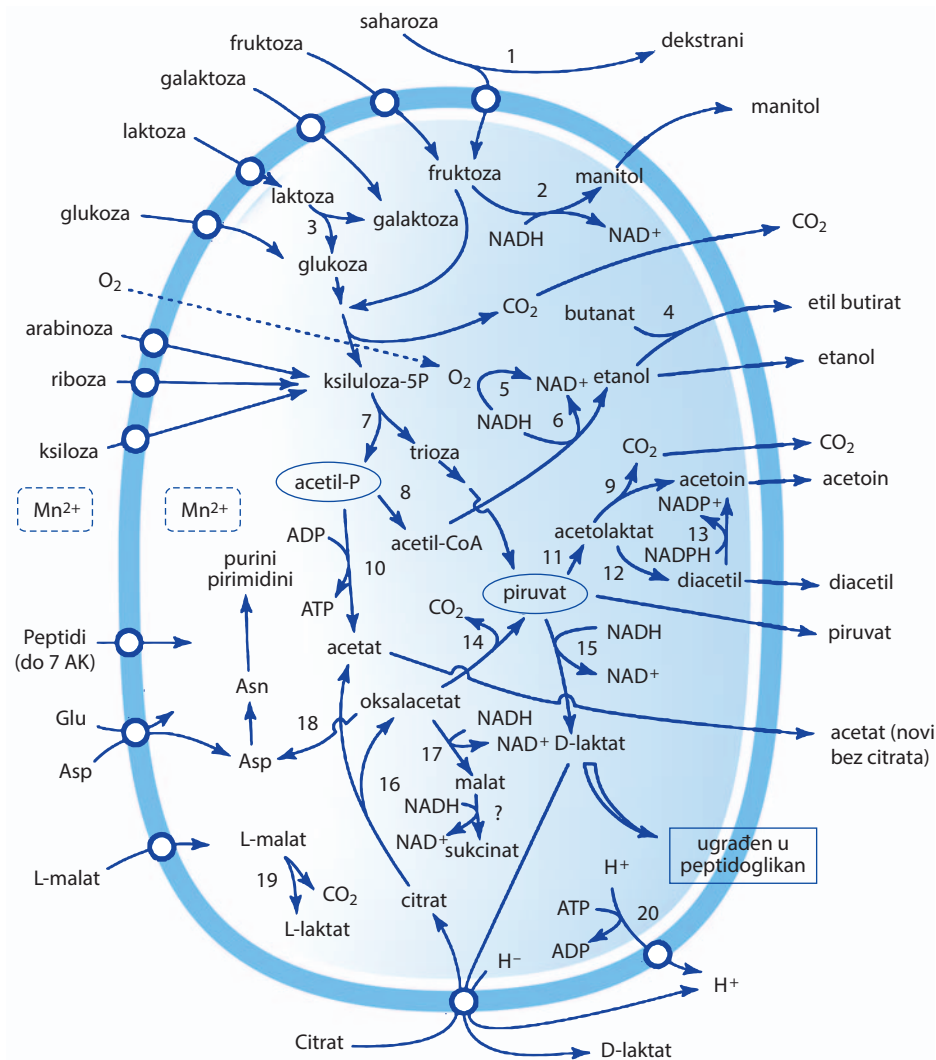 saharoza
fruktoza
1
dekstrani
galaktoza
manitol
laktoza
fruktoza
manitol
laktoza
2
glukoza
galaktoza
3
NADH
NAD+
CO2
glukoza
O2
CO2
butanat
4
etil butirat
arabinoza
etanol
riboza
ksiluloza-5P
O2
5
NAD+
etanol
7
NADH
6
ksiloza
trioza
CO2
CO2
acetil-P
8
9
acetoin
acetoin
Mn2+
Mn2+
NADP+
acetil-CoA
acetolaktat
13
ADP
11
NADPH
purini
pirimidini
10
12
diacetil
diacetil
piruvat
ATP
CO2
piruvat
Peptidi
(do 7 AK)
acetat
14
NADH
15
NAD+
Asn
oksalacetat
Glu
18
NADH
acetat (novi
bez citrata)
Asp
Asp
17
NAD+
D-laktat
16
malat
NADH
?
NAD+
sukcinat
L-malat
ugrađen u
peptidoglikan
L-malat
19
CO2
citrat
H+
L-laktat
ATP
20
ADP
H−
H+
Citrat
D-laktat